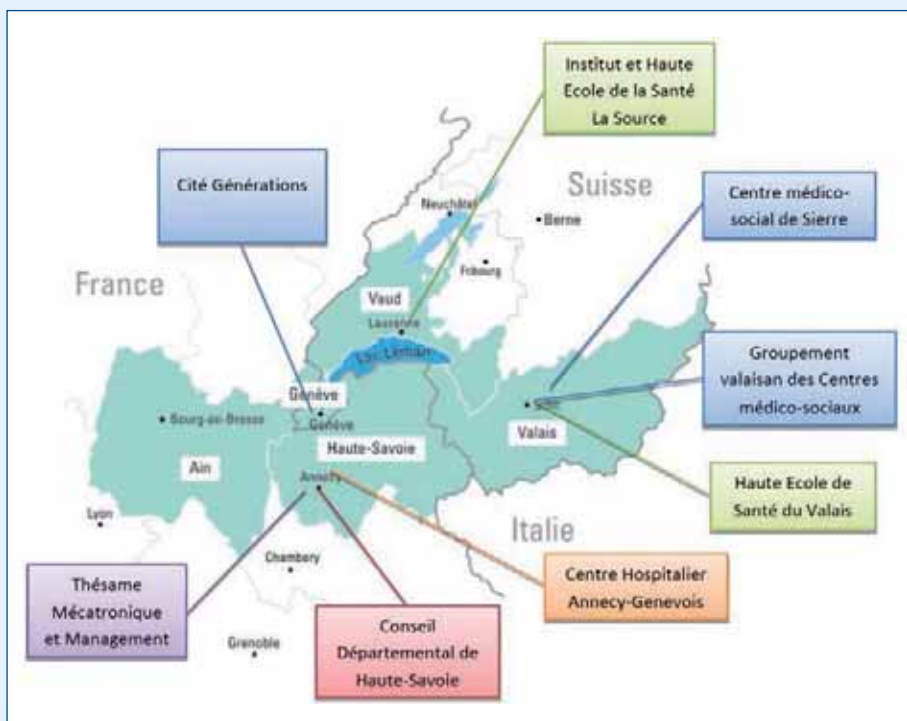 Institut et Haute
Ecole de la Santé
La Source
Cité Générations
Suisse
Centre médico-
social de Sierre
Neuchâtel
Berne
Fribourg
France
Vaud
Lausanne
Lac Léman
Groupement
valaisan des Centres
médico-sociaux
Genève
Genève
Bourg-en-Bresse
Haute-Savoie
Valais
Ain
Annecy
Haute Ecole de
Santé du Valais
Lyon
Italie
Chambery
Centre Hospitalier
Annecy-Genevois
Thésame
Mécatronique
et Management
Conseil
Départemental de
Haute-Savoie
Grenoble